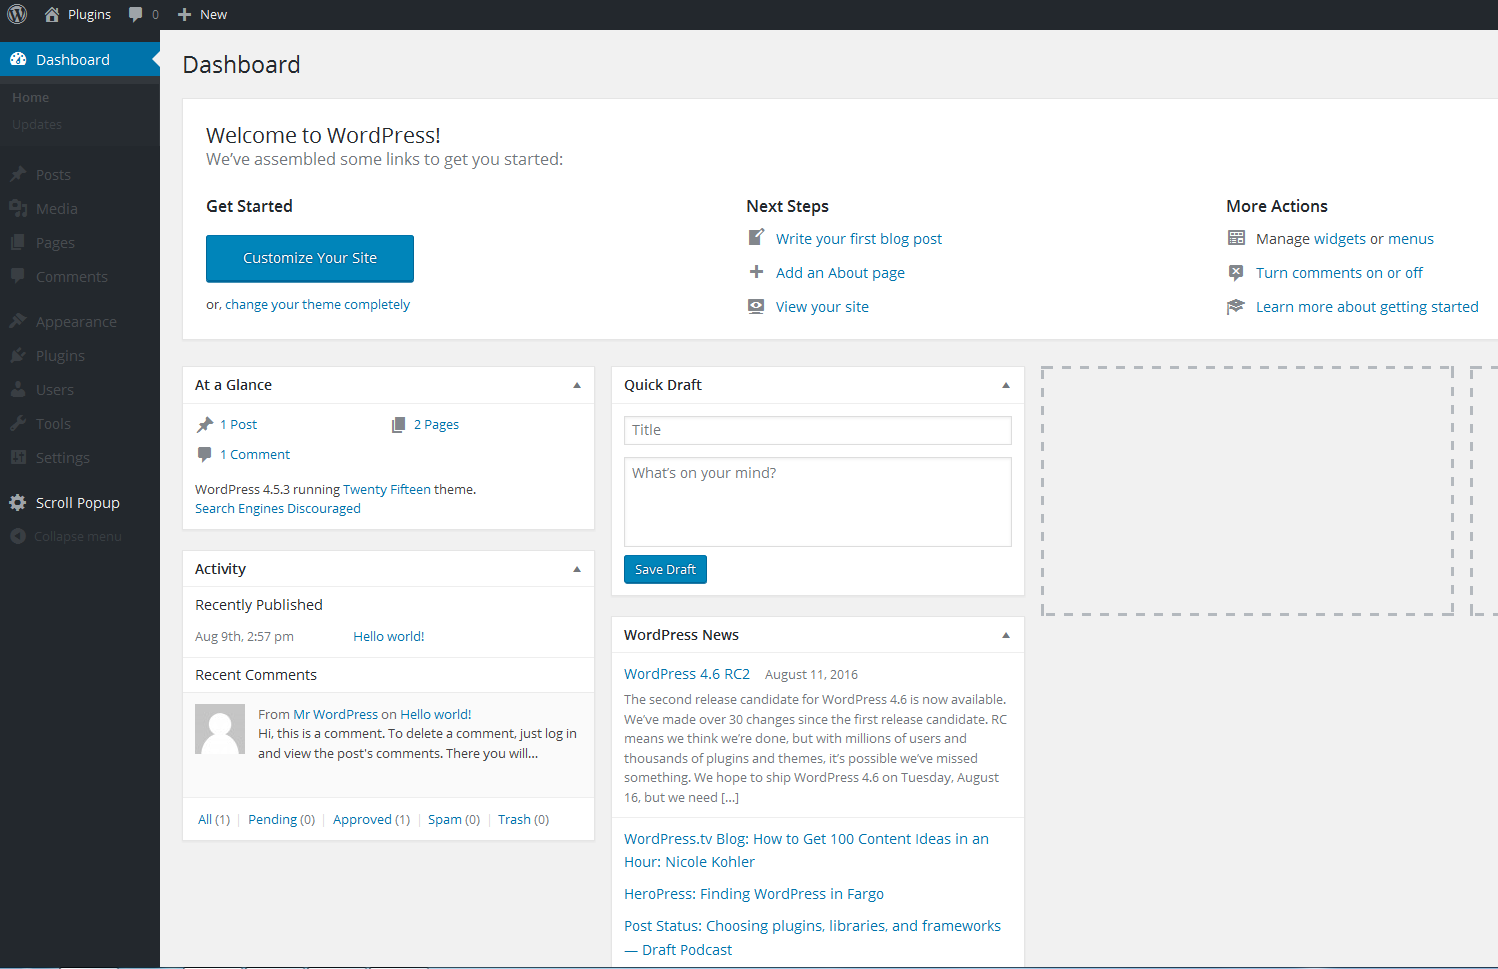 Plugins 0 New
Dashboard
Home
Updates
Posts
Media
Pages
Comments
Appearance
Plugins
Users
Tools
Settings
Scroll Popup
Collapse menu
Dashboard
Welcome to WordPress!
We’ve assembled some links to get you started:
Get Started
Customize Your Site
or, change your theme completely
Next Steps
Write your first blog post
Add an About page
View your site
More Actions
Manage widgets or menus
Turn comments on or off
Learn more about getting started
At a Glance
1 Post
2 Pages
1 Comment
WordPress 4.5.3 running Twenty Fifteen theme.
Search Engines Discouraged
Activity
Recently Published
Aug 9th, 2:57 pm Hello world!
Recent Comments
From Mr WordPress on Hello world!
Hi, this is a comment. To delete a comment, just log in
and view the post's comments. There you will…
All (1) | Pending (0) | Approved (1) | Spam (0) | Trash (0)
Quick Draft
Title
What’s on your mind?
Save Draft
WordPress News
WordPress 4.6 RC2 August 11, 2016
The second release candidate for WordPress 4.6 is now available.
We’ve made over 30 changes since the first release candidate. RC
means we think we’re done, but with millions of users and
thousands of plugins and themes, it’s possible we’ve missed
something. We hope to ship WordPress 4.6 on Tuesday, August
16, but we need […]
WordPress.tv Blog: How to Get 100 Content Ideas in an
Hour: Nicole Kohler
HeroPress: Finding WordPress in Fargo
Post Status: Choosing plugins, libraries, and frameworks
— Draft Podcast